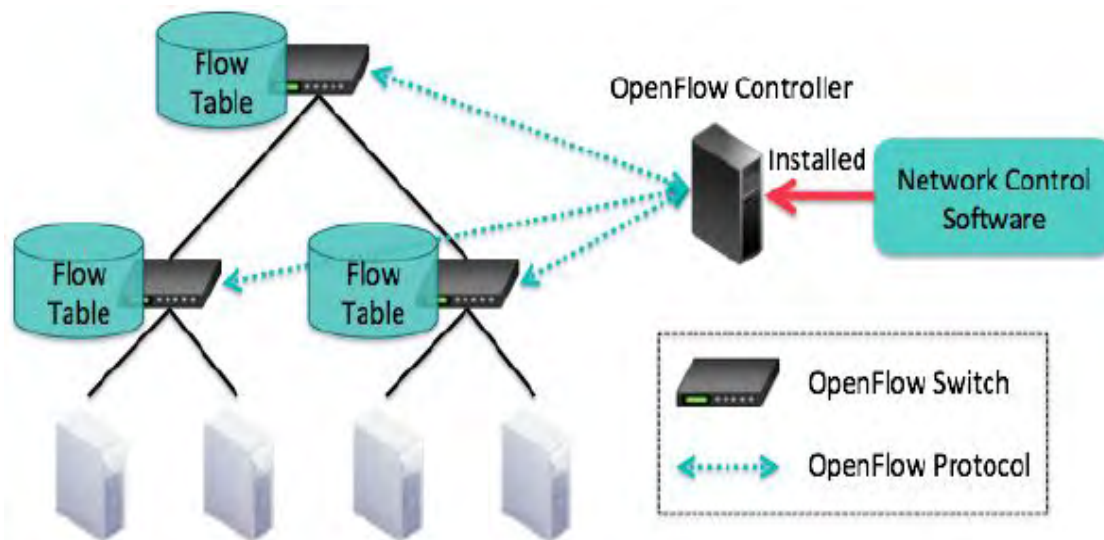 Flow
Table
OpenFlow Controller
Installed
Network Control
Software
Flow
Table
Flow
Table
OpenFlow Switch
OpenFlow Protocol